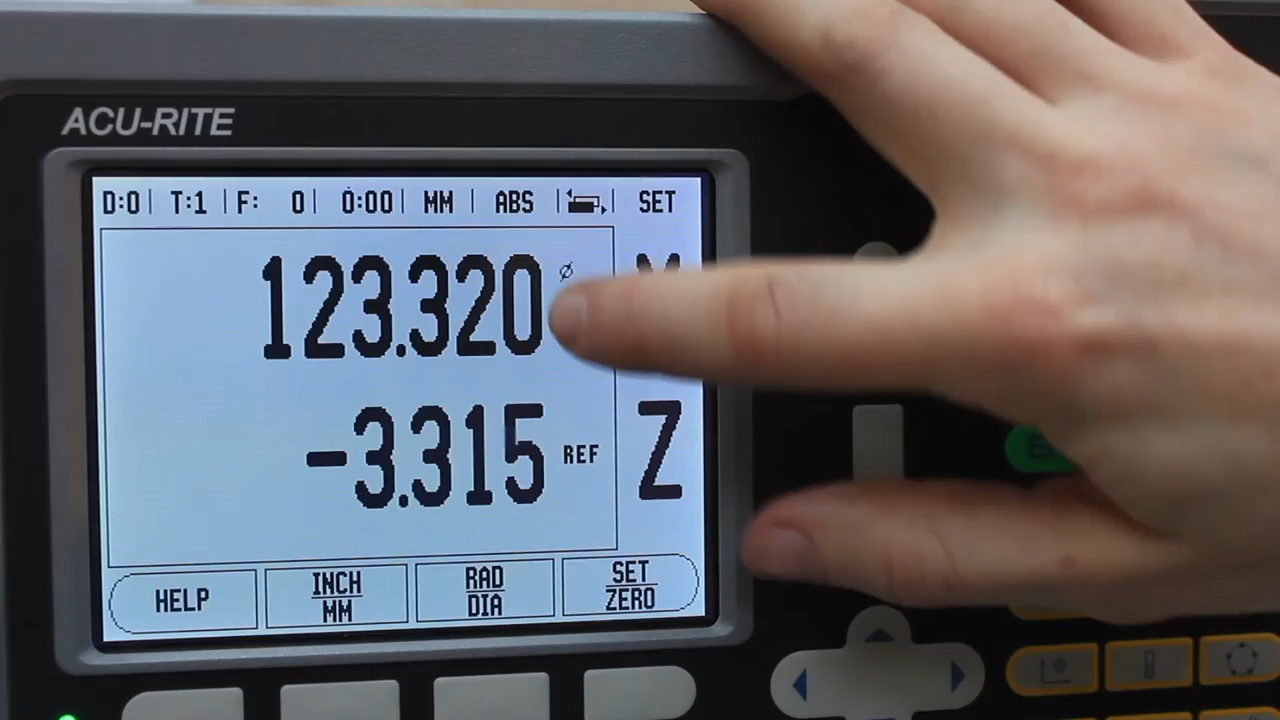 ACU-RITE
D:0 | T:1 | F: 0 | 0:00 | MM | ABS | | SET
123.320 ⌀
-3.315 REF Z
HELP
INCH
MM
RAD
DIA
SET
ZERO